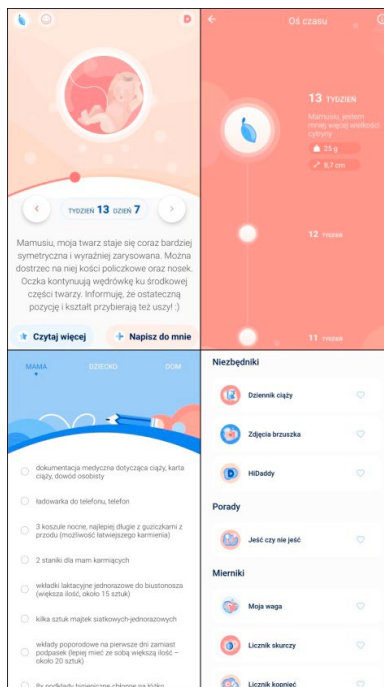 TYDZIEŃ 13 DZIEŃ 7
Mamusiu, moja twarz staje się coraz bardziej
symetryczna i wyraźniej zarysowana. Można
dostrzec na niej kości policzkowe oraz nosek.
Oczka kontynuują wędrówkę ku środkowej
części twarzy. Informuję, że ostateczną
pozycję i kształt przybierają też uszy! :)
Czytaj więcej
Napisz do mnie
Oś czasu
13 TYDZIEŃ
Mamusiu, jestem
mniej więcej wielkości
cytryny
25 g
8,7 cm
12 TYDZIEŃ
11 TYDZIEŃ
MAMA
DZIECKO
DOM
dokumentacja medyczna dotycząca ciąży, karta
ciąży, dowód osobisty
ładowarka do telefonu, telefon
3 koszule nocne, najlepiej długie z guziczkami z
przodu (możliwość łatwiejszego karmienia)
2 staniki dla mam karmiących
wkładki laktacyjne jednorazowe do biustonosza
(większa ilość, około 15 sztuk)
kilka sztuk majtek siatkowych-jednorazowych
wkłady poporodowe na pierwsze dni zamiast
podpasek (lepiej mieć ze sobą większą ilość –
około 20 sztuk)
8x podkłady higieniczne chłonne na łóżko
Niezbędniki
Dziennik ciąży
Zdjęcia brzuszka
HiDaddy
Porady
Jeść czy nie jeść
Mierniki
Moja waga
Licznik skurczy
Licznik kopnięć